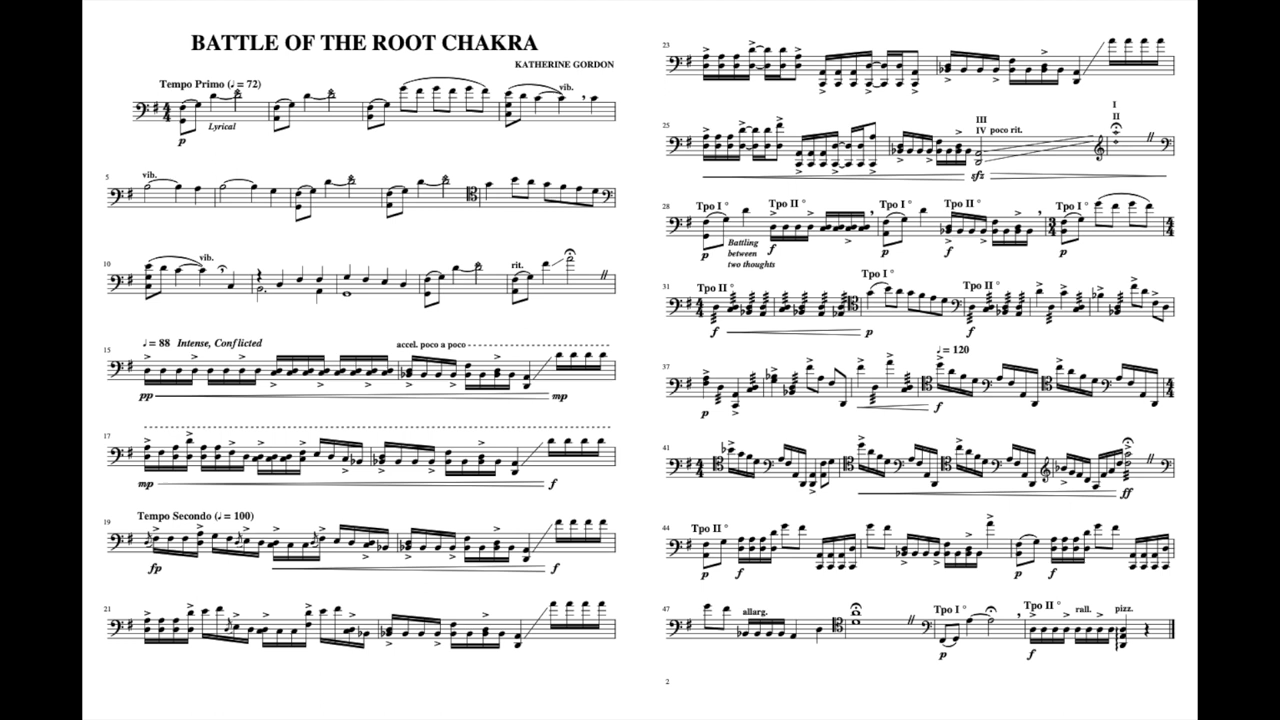 BATTLE OF THE ROOT CHAKRA
KATHERINE GORDON
Tempo Primo (♩ = 72)
vib.
Lyrical
p
5
vib.
10
vib.
rit.
15
♩ = 88 Intense, Conflicted
accel. poco a poco
pp
mp
17
mp
f
19
Tempo Secondo (♩ = 100)
fp
f
21
23
25
III
IV
poco rit.
I
II
sfz
28
Tpo I °
Tpo II °
Tpo I °
Tpo II °
Tpo I °
p
Battling
between
two thoughts
f
p
f
p
31
Tpo II °
Tpo I °
Tpo II °
f
p
f
37
♩ = 120
p
f
41
ff
44
Tpo II °
p
f
p
f
47
allarg.
Tpo I °
Tpo II °
rall.
pizz.
p
f
2